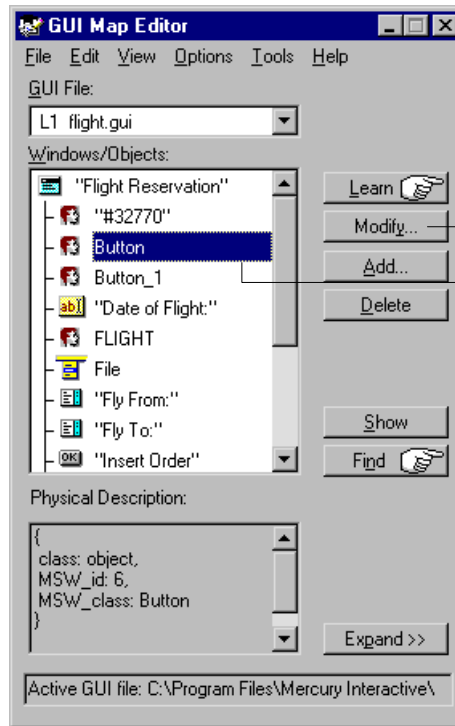 GUI Map Editor
File Edit View Options Tools Help
GUI File:
L1 flight.gui
Windows/Objects:
"Flight Reservation"
"#32770"
Button
Button_1
"Date of Flight:"
FLIGHT
File
"Fly From:"
"Fly To:"
"Insert Order"
Learn
Modify...
Add...
Delete
Show
Find
Physical Description:
{
class: object,
MSW_id: 6,
MSW_class: Button
}
Expand >>
Active GUI file: C:\Program Files\Mercury Interactive\